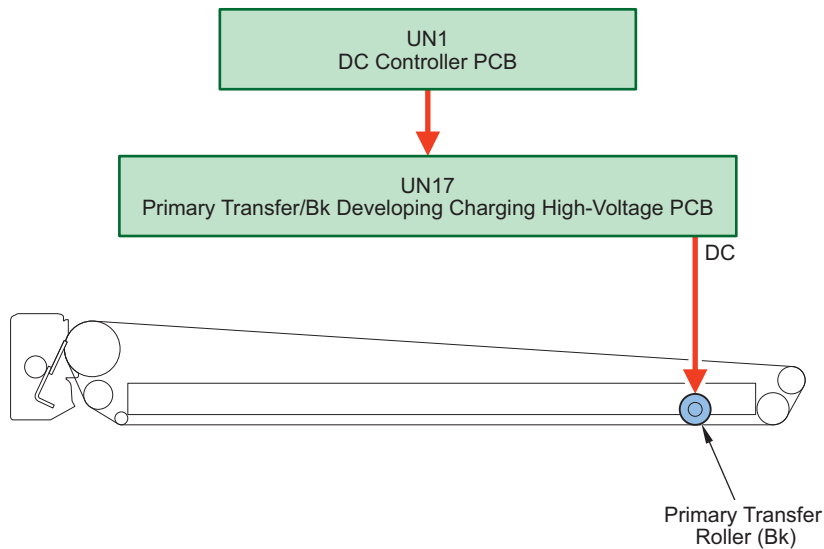 UN1
DC Controller PCB
UN17
Primary Transfer/Bk Developing Charging High-Voltage PCB
DC
Primary Transfer
Roller (Bk)